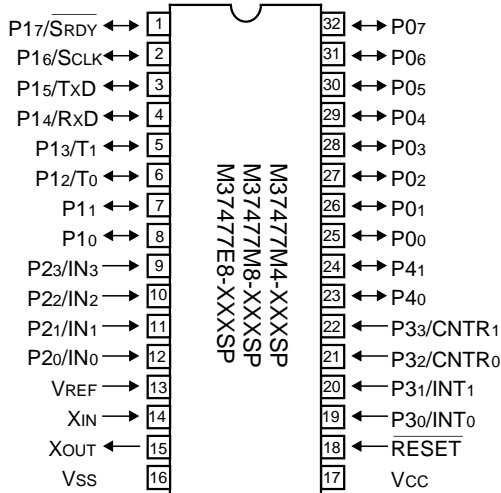 P17/SRDY 1 32 P07
P16/SCLK 2 31 P06
P15/TXD 3 30 P05
P14/RXD 4 29 P04
P13/T1 5 28 P03
P12/T0 6 27 P02
P11 7 26 P01
P10 8 25 P00
P23/IN3 9 24 P41
P22/IN2 10 23 P40
P21/IN1 11 22 P33/CNTR1
P20/IN0 12 21 P32/CNTR0
VREF 13 20 P31/INT1
XIN 14 19 P30/INT0
XOUT 15 18 RESET
VSS 16 17 VCC
M37477M4-XXXSP
M37477M8-XXXSP
M37477E8-XXXSP